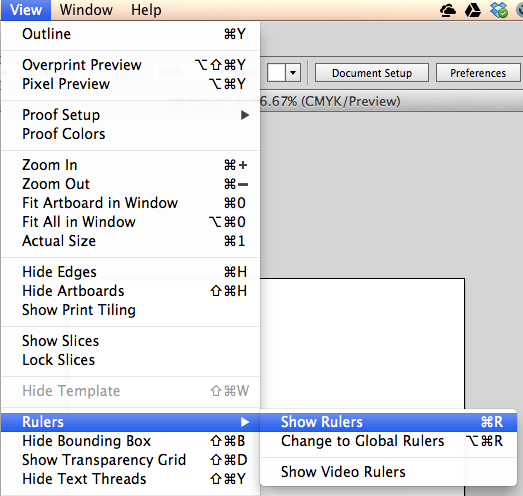 View Window Help
Outline ⌘Y
Overprint Preview ⌥⇧⌘Y
Pixel Preview ⌥⌘Y
Document Setup Preferences
6.67% (CMYK/Preview)
Proof Setup ▶
Proof Colors
Zoom In ⌘+
Zoom Out ⌘−
Fit Artboard in Window ⌘0
Fit All in Window ⌥⌘0
Actual Size ⌘1
Hide Edges ⌘H
Hide Artboards ⇧⌘H
Show Print Tiling
Show Slices
Lock Slices
Hide Template ⇧⌘W
Rulers ▶
Show Rulers ⌘R
Hide Bounding Box ⇧⌘B
Change to Global Rulers ⌥⌘R
Show Transparency Grid ⇧⌘D
Show Video Rulers
Hide Text Threads ⇧⌘Y